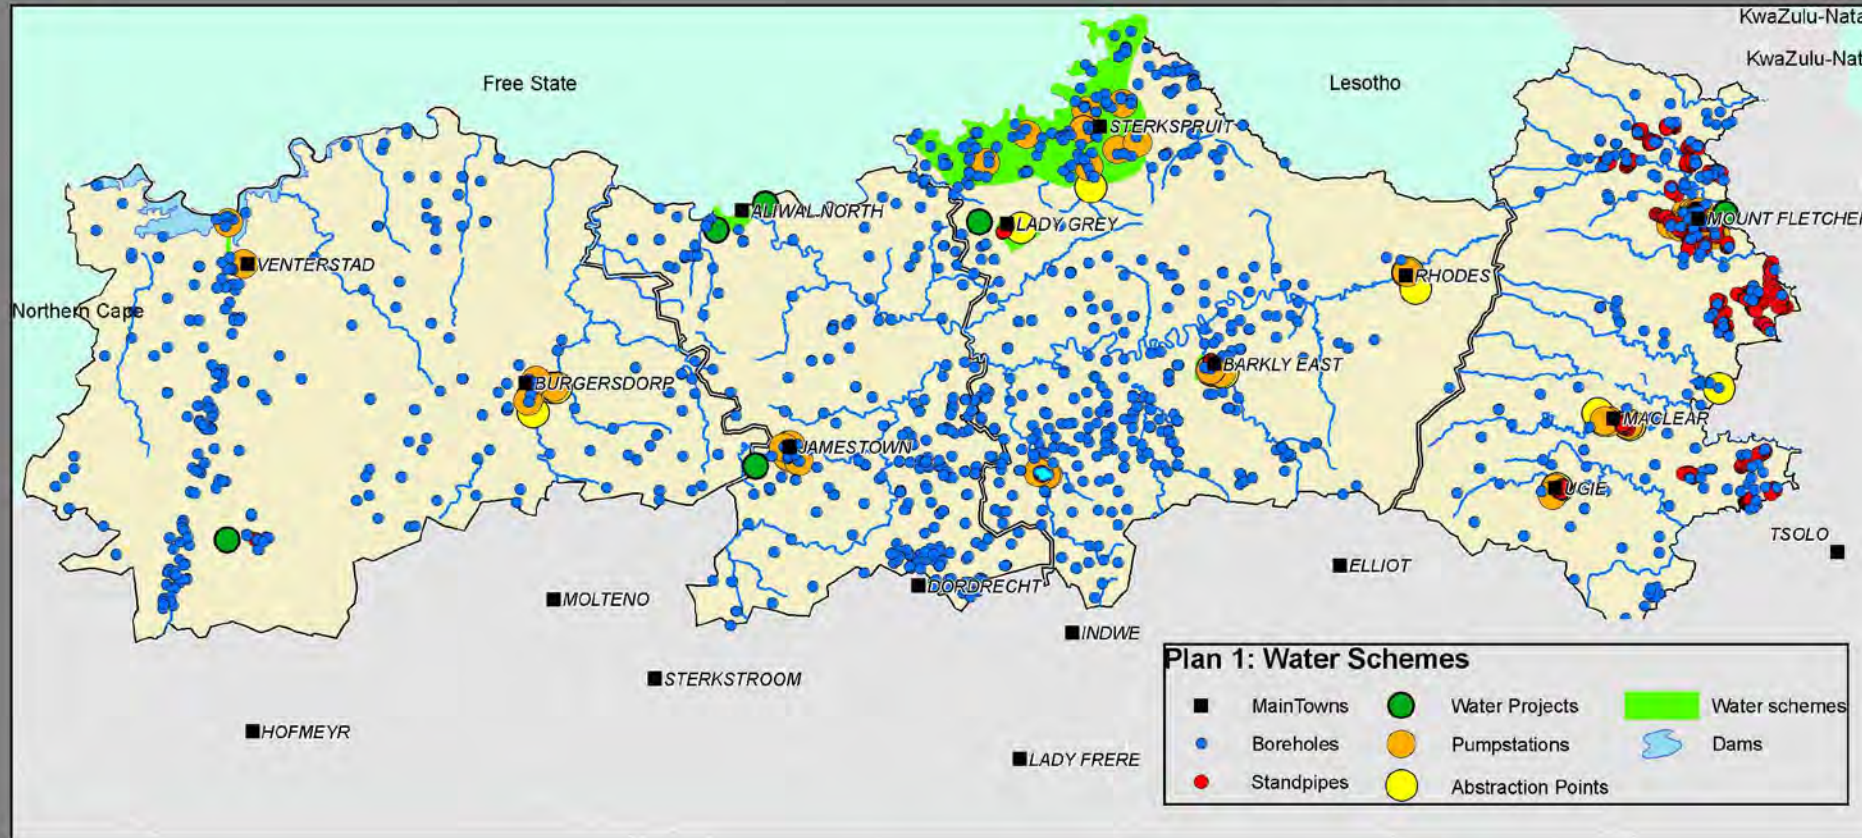 KwaZulu-Nata
KwaZulu-Nat
Free State
Lesotho
STERKSPRUIT
ALIWAL NORTH
LADY GREY
MOUNT FLETCHER
VENTERSTAD
RHODES
Northern Cape
BARKLY EAST
BURGERSDORP
MACLEAR
JAMESTOWN
UGIE
TSOLO
ELLIOT
DORDRECHT
MOLTENO
INDWE
STERKSTROOM
HOFMEYR
LADY FRERE
Plan 1: Water Schemes
MainTowns
Water Projects
Water schemes
Boreholes
Pumpstations
Dams
Standpipes
Abstraction Points